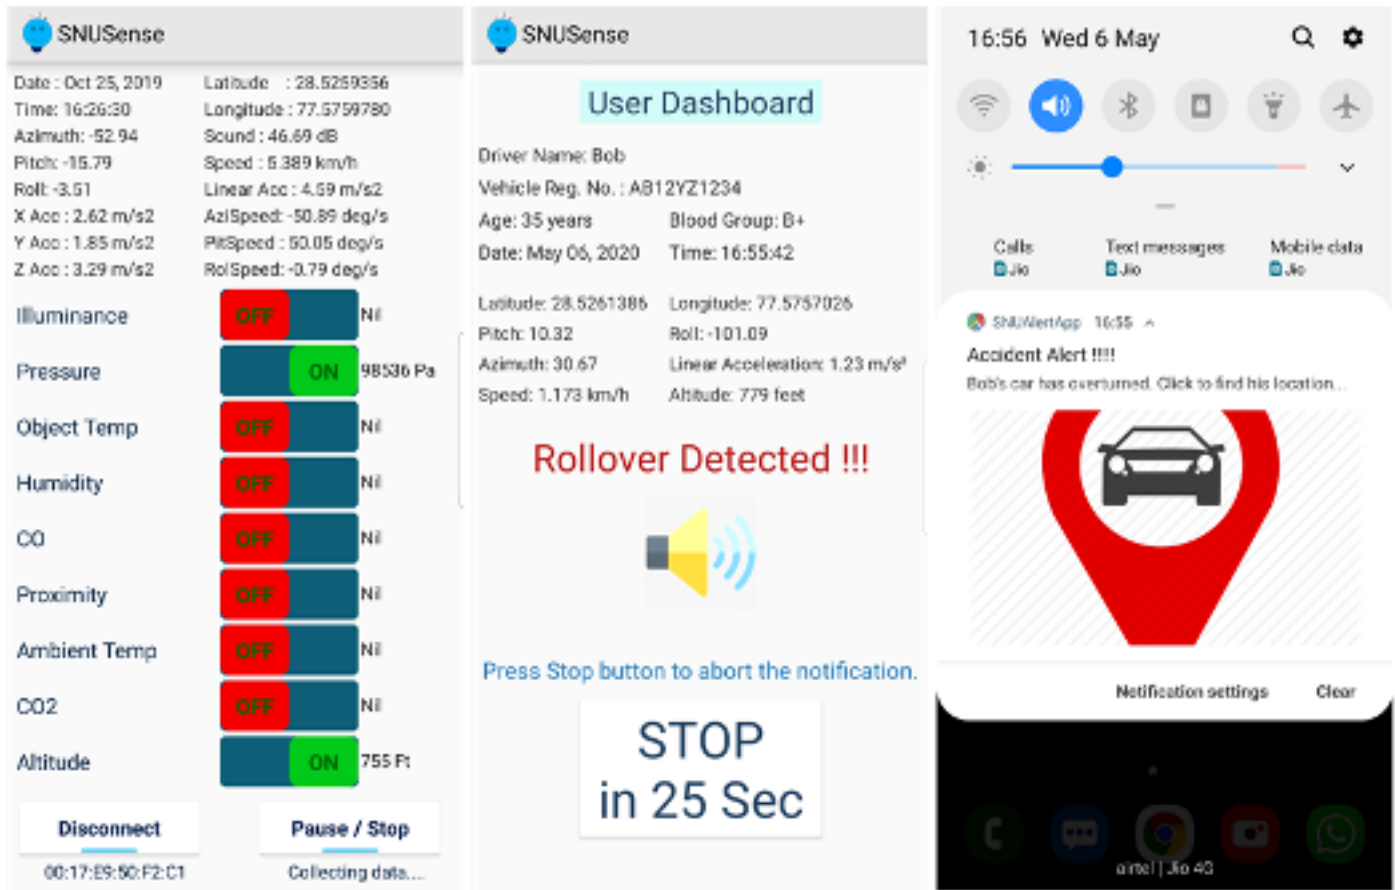 SNUSense
Date : Oct 25, 2019
Latitude : 28.5259356
Time: 16:26:30
Longitude : 77.5759780
Azimuth: -52.94
Sound : 46.69 dB
Pitch: -15.79
Speed : 5.389 km/h
Roll: -3.51
Linear Acc : 4.59 m/s2
X Acc : 2.62 m/s2
AziSpeed: -50.89 deg/s
Y Acc : 1.85 m/s2
PitSpeed : 50.05 deg/s
Z Acc : 3.29 m/s2
RolSpeed: -0.79 deg/s
Illuminance OFF Nil
Pressure ON 98536 Pa
Object Temp OFF Nil
Humidity OFF Nil
CO OFF Nil
Proximity OFF Nil
Ambient Temp OFF Nil
CO2 OFF Nil
Altitude ON 755 Ft
Disconnect
Pause / Stop
00:17:E9:50:F2:C1
Collecting data....
SNUSense
User Dashboard
Driver Name: Bob
Vehicle Reg. No. : AB12YZ1234
Age: 35 years
Blood Group: B+
Date: May 06, 2020
Time: 16:55:42
Latitude: 28.5261386
Longitude: 77.5757026
Pitch: 10.32
Roll: -101.09
Azimuth: 30.67
Linear Acceleration: 1.23 m/s²
Speed: 1.173 km/h
Altitude: 779 feet
Rollover Detected !!!
Press Stop button to abort the notification.
STOP
in 25 Sec
16:56 Wed 6 May
Calls
Text messages
Mobile data
Jio
Jio
Jio
SNUAlertApp 16:55
Accident Alert !!!!
Bob's car has overturned. Click to find his location...
Notification settings
Clear
airtel | Jio 4G